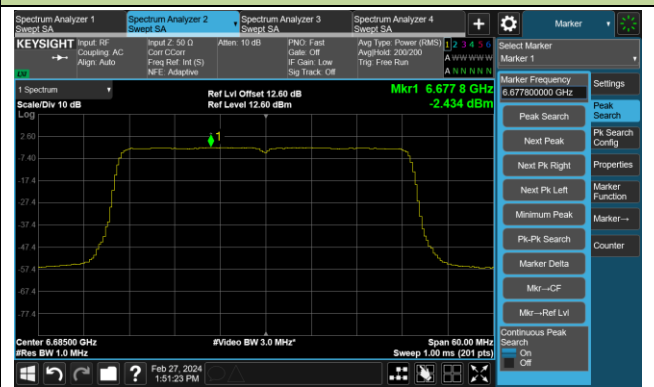 Spectrum Analyzer 1
Swept SA
Spectrum Analyzer 2
Swept SA
Spectrum Analyzer 3
Swept SA
Spectrum Analyzer 4
Swept SA
+
Marker
KEYSIGHT
Input: RF
Coupling: AC
Align: Auto
Input Z: 50 Ω
Corr CCorr
Freq Ref: Int (S)
NFE: Adaptive
Atten: 10 dB
PNO: Fast
Gate: Off
IF Gain: Low
Sig Track: Off
Avg Type: Power (RMS)
Avg|Hold: 200/200
Trig: Free Run
1 2 3 4 5 6
A W W W W W
A N N N N N
LXI
Select Marker
Marker 1
1 Spectrum
Scale/Div 10 dB
Log
Ref Lvl Offset 12.60 dB
Ref Level 12.60 dBm
Mkr1 6.677 8 GHz
-2.434 dBm
1
2.60
-7.40
-17.4
-27.4
-37.4
-47.4
-57.4
-67.4
-77.4
Center 6.68500 GHz
#Res BW 1.0 MHz
#Video BW 3.0 MHz*
Span 60.00 MHz
Sweep 1.00 ms (201 pts)
Marker Frequency
6.677800000 GHz
Peak Search
Next Peak
Next Pk Right
Next Pk Left
Minimum Peak
Pk-Pk Search
Marker Delta
Mkr→CF
Mkr→Ref Lvl
Continuous Peak
Search
On
Off
Settings
Peak
Search
Pk Search
Config
Properties
Marker
Function
Marker→
Counter
?
Feb 27, 2024
1:51:23 PM